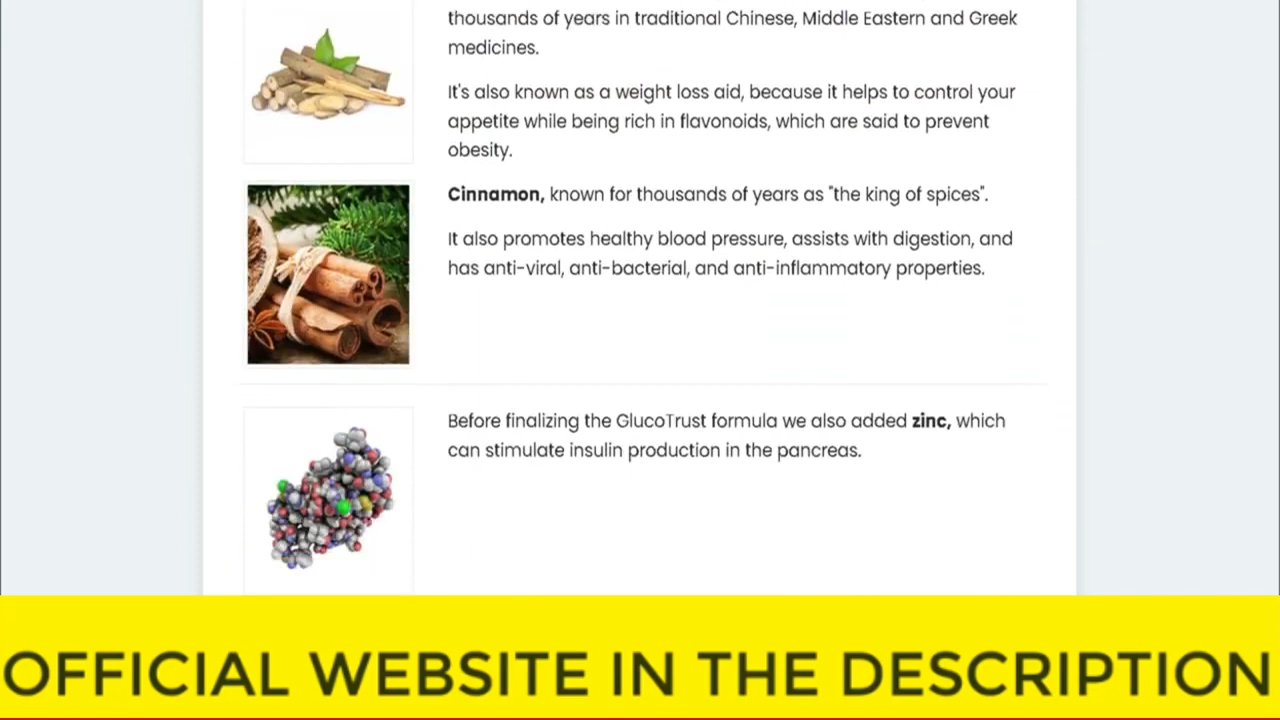 thousands of years in traditional Chinese, Middle Eastern and Greek
medicines.
It's also known as a weight loss aid, because it helps to control your
appetite while being rich in flavonoids, which are said to prevent
obesity.
Cinnamon, known for thousands of years as "the king of spices".
It also promotes healthy blood pressure, assists with digestion, and
has anti-viral, anti-bacterial, and anti-inflammatory properties.
Before finalizing the GlucoTrust formula we also added zinc, which
can stimulate insulin production in the pancreas.
OFFICIAL WEBSITE IN THE DESCRIPTION